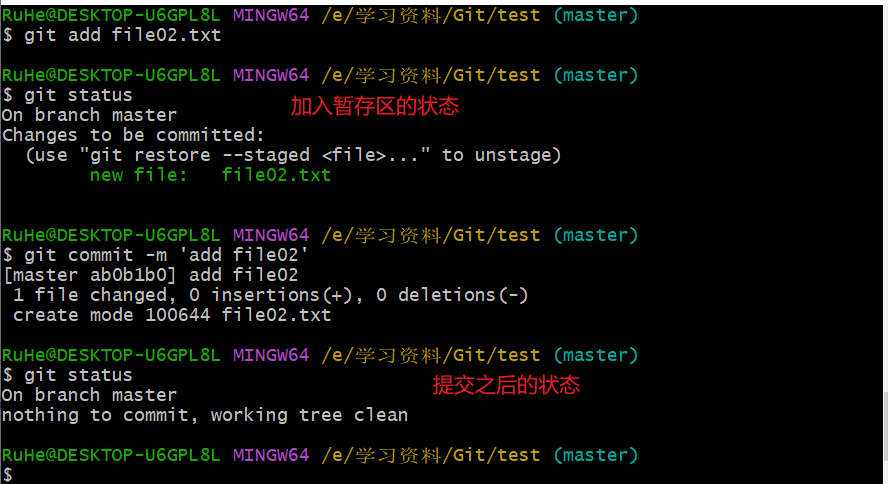 RuHe@DESKTOP-U6GPL8L MINGW64 /e/学习资料/Git/test (master)
$ git add file02.txt
RuHe@DESKTOP-U6GPL8L MINGW64 /e/学习资料/Git/test (master)
$ git status
加入暂存区的状态
On branch master
Changes to be committed:
  (use "git restore --staged <file>..." to unstage)
        new file:   file02.txt
RuHe@DESKTOP-U6GPL8L MINGW64 /e/学习资料/Git/test (master)
$ git commit -m 'add file02'
[master ab0b1b0] add file02
 1 file changed, 0 insertions(+), 0 deletions(-)
 create mode 100644 file02.txt
RuHe@DESKTOP-U6GPL8L MINGW64 /e/学习资料/Git/test (master)
$ git status
提交之后的状态
On branch master
nothing to commit, working tree clean
RuHe@DESKTOP-U6GPL8L MINGW64 /e/学习资料/Git/test (master)
$